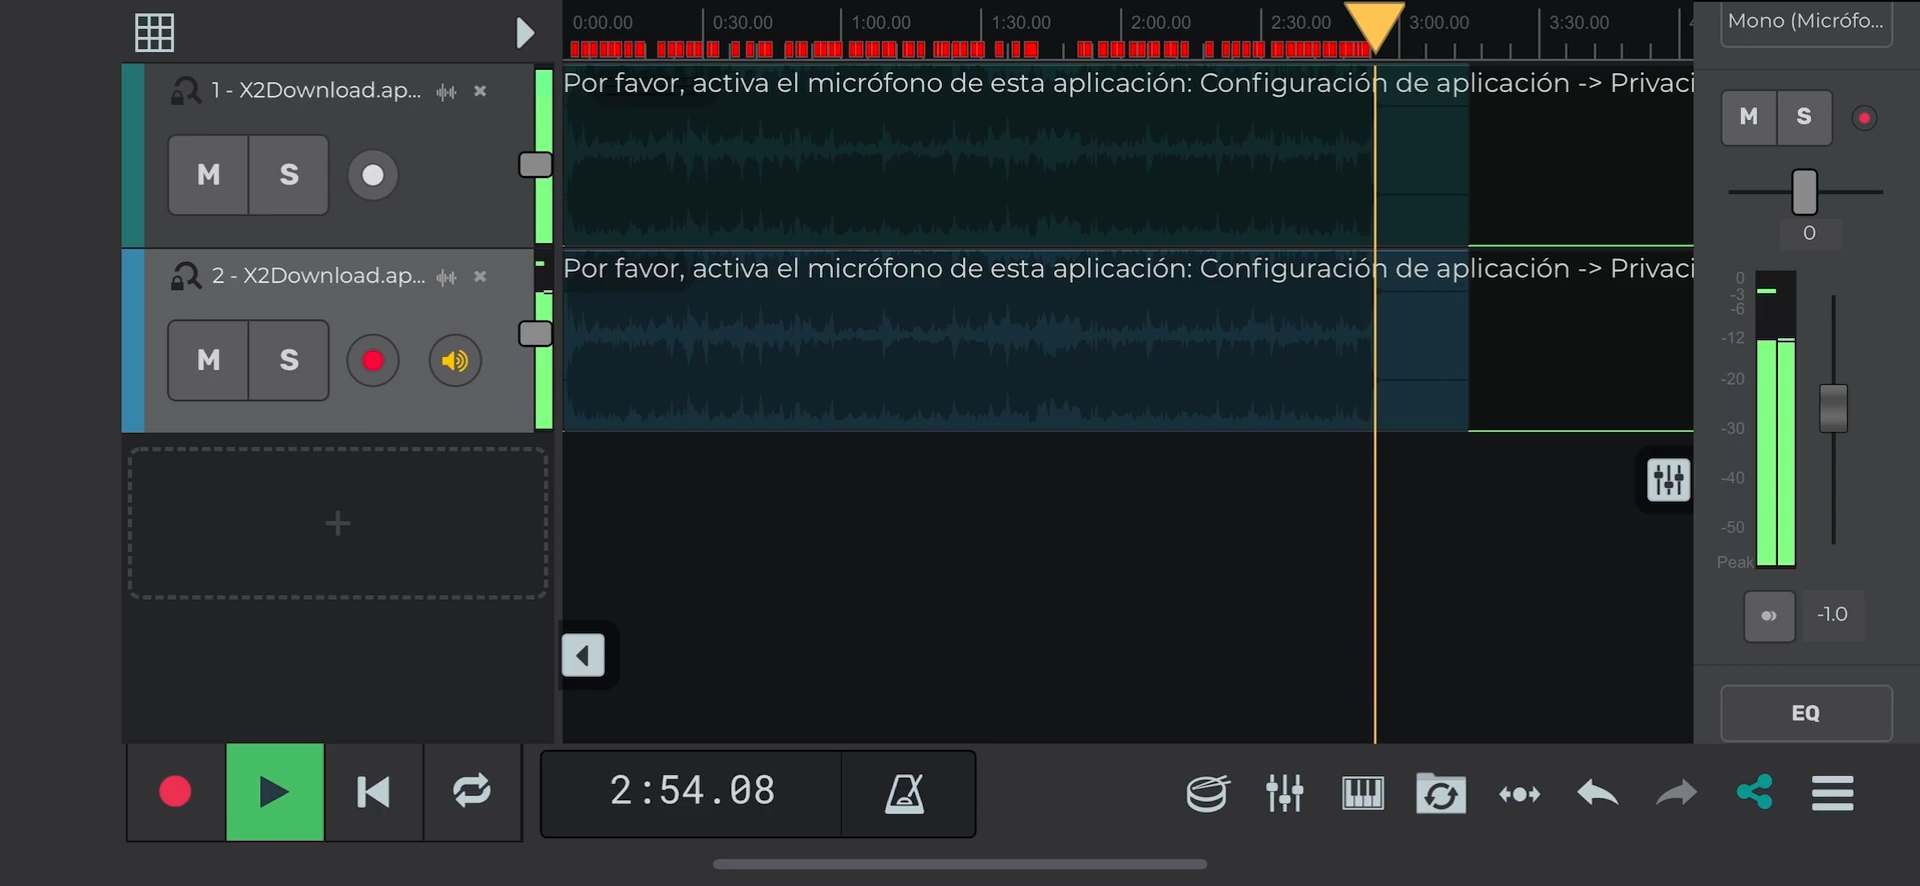 0:00.00 0:30.00 1:00.00 1:30.00 2:00.00 2:30.00 3:00.00 3:30.00
Mono (Micrófo...
1 - X2Download.ap...
Por favor, activa el micrófono de esta aplicación: Configuración de aplicación -> Privaci
M S
M S
0
2 - X2Download.ap...
Por favor, activa el micrófono de esta aplicación: Configuración de aplicación -> Privaci
M S
0
-3
-6
-12
-20
-30
-40
-50
Peak
-1.0
EQ
2:54.08